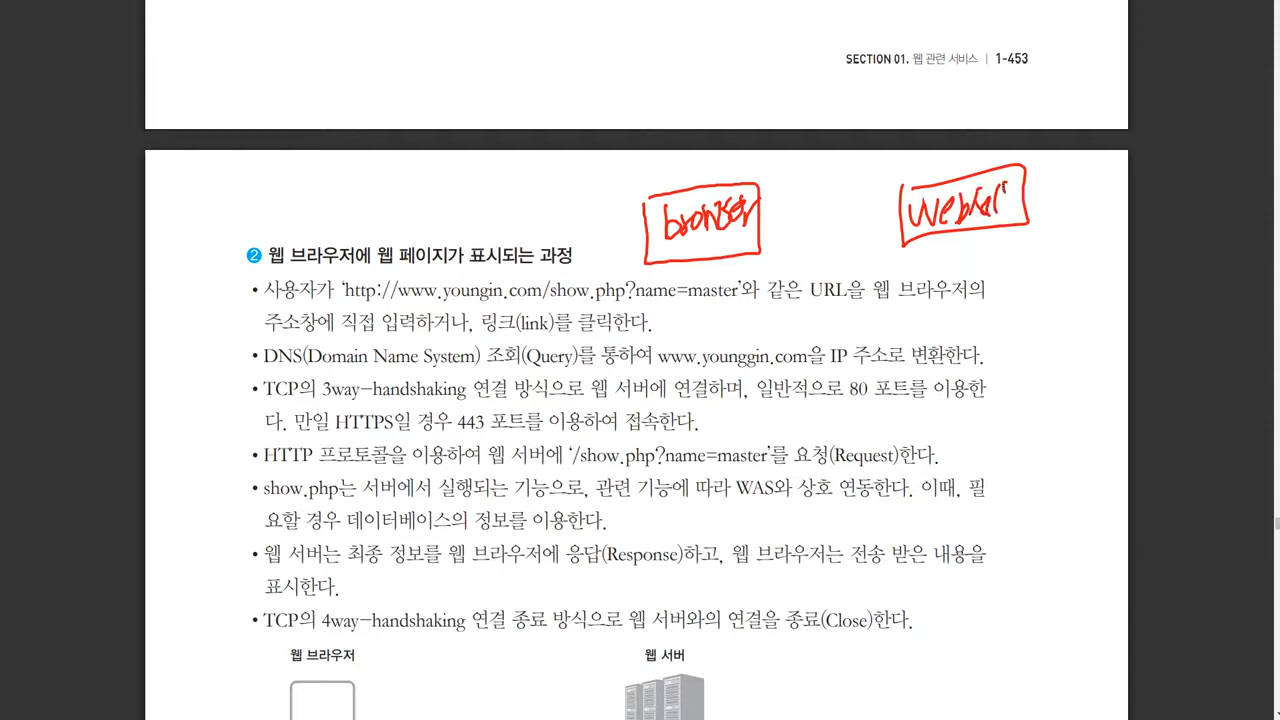 SECTION 01. 웹 관련 서비스 | 1-453
browser
❷ 웹 브라우저에 웹 페이지가 표시되는 과정
• 사용자가 ‘http://www.youngin.com/show.php?name=master’와 같은 URL을 웹 브라우저의
주소창에 직접 입력하거나, 링크(link)를 클릭한다.
• DNS(Domain Name System) 조회(Query)를 통하여 www.younggin.com을 IP 주소로 변환한다.
• TCP의 3way-handshaking 연결 방식으로 웹 서버에 연결하며, 일반적으로 80 포트를 이용한
다. 만일 HTTPS일 경우 443 포트를 이용하여 접속한다.
• HTTP 프로토콜을 이용하여 웹 서버에 ‘/show.php?name=master’를 요청(Request)한다.
• show.php는 서버에서 실행되는 기능으로, 관련 기능에 따라 WAS와 상호 연동한다. 이때, 필
요할 경우 데이터베이스의 정보를 이용한다.
• 웹 서버는 최종 정보를 웹 브라우저에 응답(Response)하고, 웹 브라우저는 전송 받은 내용을
표시한다.
• TCP의 4way-handshaking 연결 종료 방식으로 웹 서버와의 연결을 종료(Close)한다.
웹 브라우저 웹 서버